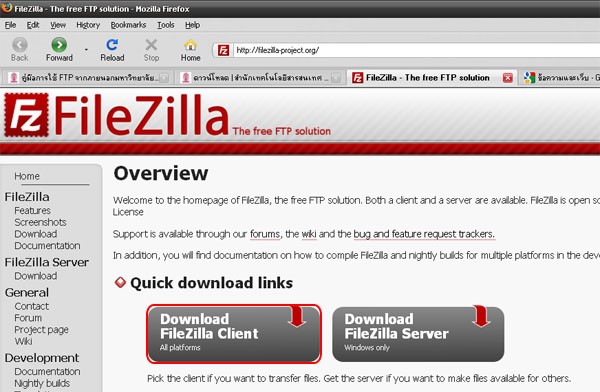 FileZilla - The free FTP solution - Mozilla Firefox
File Edit View History Bookmarks Tools Help
Back Forward Reload Stop Home
http://filezilla-project.org/
คู่มือการใช้ FTP จากภายนอกมหาวิทยาลัย...
ดาวน์โหลด | สำนักเทคโนโลยีสารสนเทศ ...
FileZilla - The free FTP solution
ข้อความและเว็บ - G
FZ FileZilla The free FTP solution
Home
FileZilla
Features
Screenshots
Download
Documentation
FileZilla Server
Download
General
Contact
Forum
Project page
Wiki
Development
Documentation
Nightly builds
Overview
Welcome to the homepage of FileZilla, the free FTP solution. Both a client and a server are available. FileZilla is open so
License
Support is available through our forums, the wiki and the bug and feature request trackers.
In addition, you will find documentation on how to compile FileZilla and nightly builds for multiple platforms in the deve
Quick download links
Download
FileZilla Client
All platforms
Download
FileZilla Server
Windows only
Pick the client if you want to transfer files. Get the server if you want to make files available for others.